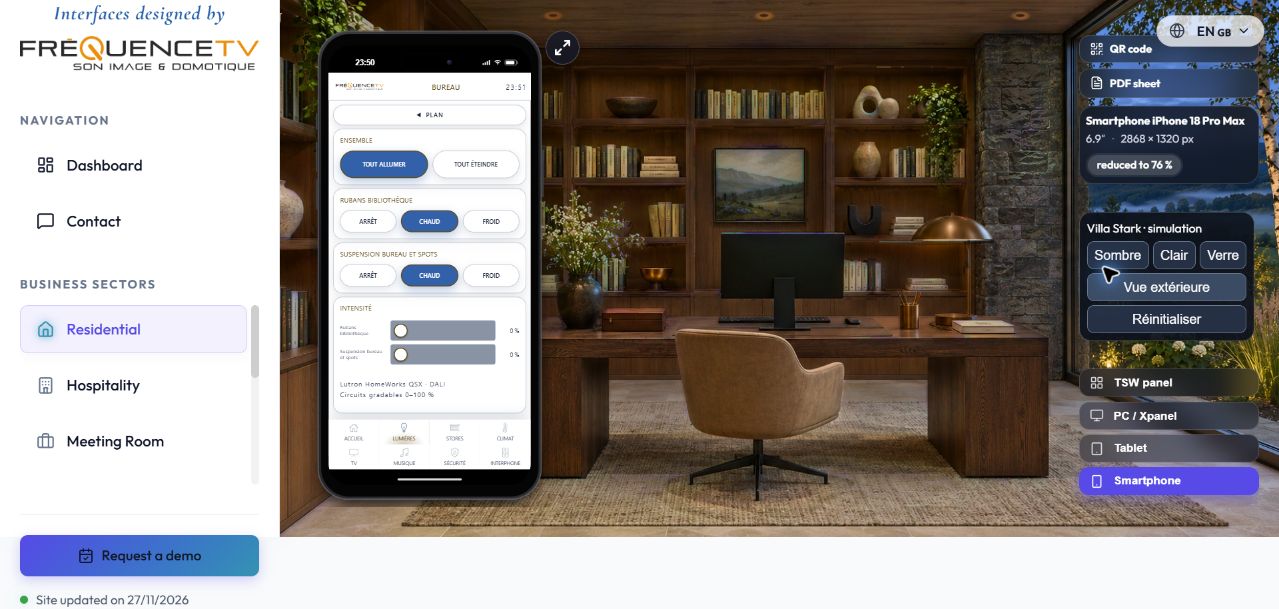 Interfaces designed by
FRÉQUENCETV
SON IMAGE & DOMOTIQUE
NAVIGATION
Dashboard
Contact
BUSINESS SECTORS
Residential
Hospitality
Meeting Room
Request a demo
Site updated on 27/11/2026
23:50
FRÉQUENCETV
BUREAU
23:51
◄ PLAN
ENSEMBLE
TOUT ALLUMER
TOUT ÉTEINDRE
RUBANS BIBLIOTHÈQUE
ARRÊT
CHAUD
FROID
SUSPENSION BUREAU ET SPOTS
ARRÊT
CHAUD
FROID
INTENSITÉ
Rubans
bibliothèque
0 %
Suspension bureau
et spots
0 %
Lutron HomeWorks QSX · DALI
Circuits gradables 0–100 %
ACCUEIL
LUMIÈRES
STORES
CLIMAT
TV
MUSIQUE
SÉCURITÉ
INTERPHONE
EN GB
QR code
PDF sheet
Smartphone iPhone 18 Pro Max
6.9" · 2868 × 1320 px
reduced to 76 %
Villa Stark · simulation
Sombre
Clair
Verre
Vue extérieure
Réinitialiser
TSW panel
PC / Xpanel
Tablet
Smartphone